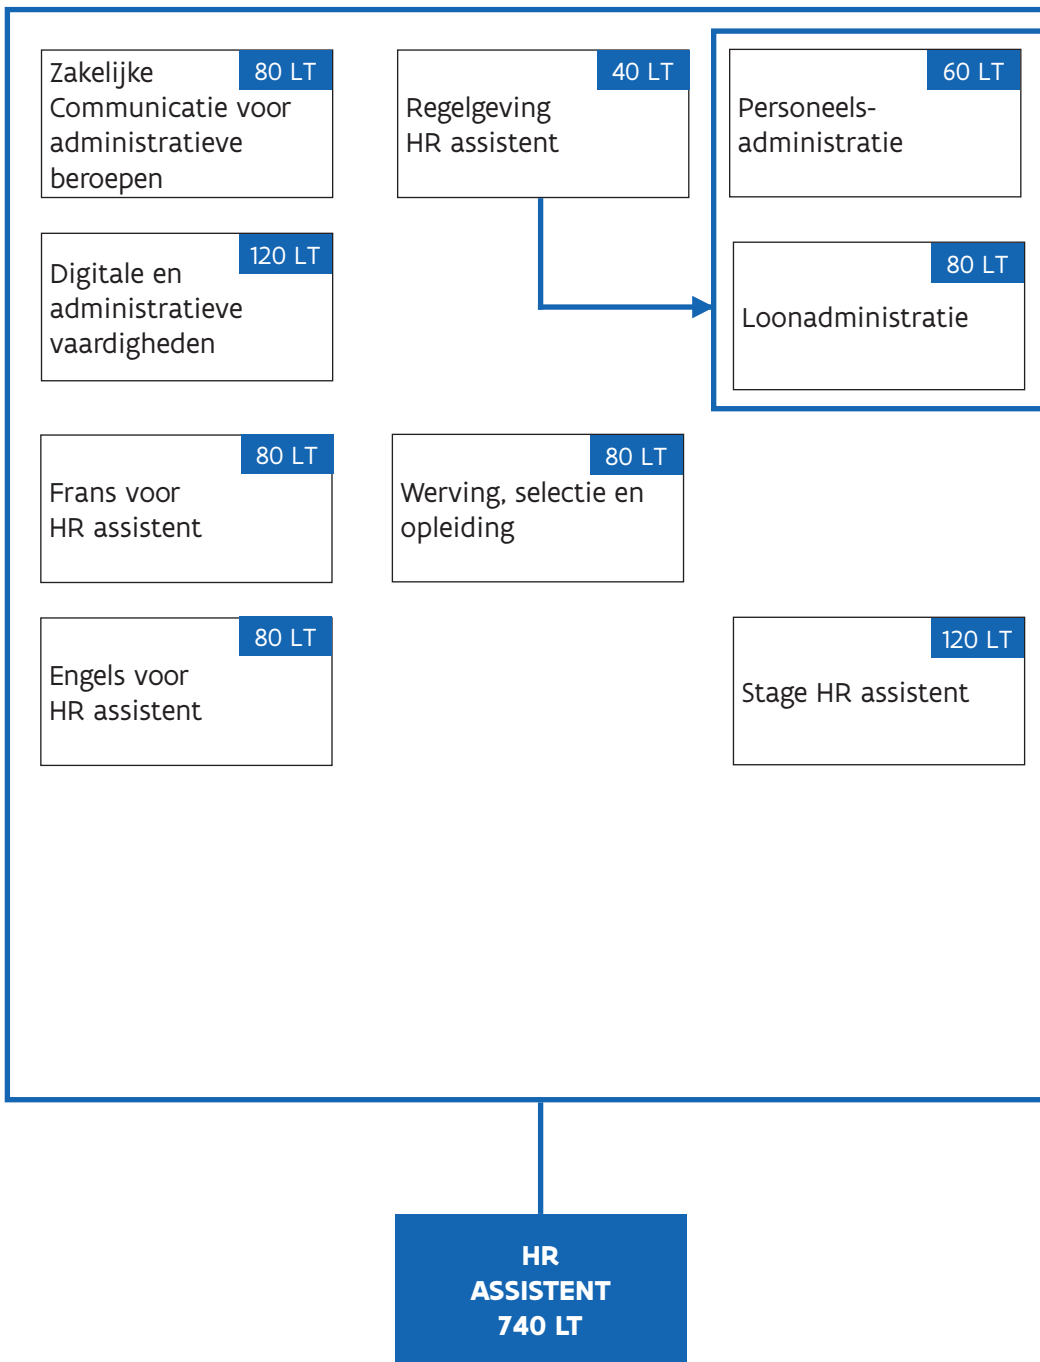 80 LT
Zakelijke
Communicatie voor
administratieve
beroepen
40 LT
Regelgeving
HR assistent
60 LT
Personeels-
administratie
120 LT
Digitale en
administratieve
vaardigheden
80 LT
Loonadministratie
80 LT
Frans voor
HR assistent
80 LT
Werving, selectie en
opleiding
80 LT
Engels voor
HR assistent
120 LT
Stage HR assistent
HR
ASSISTENT
740 LT